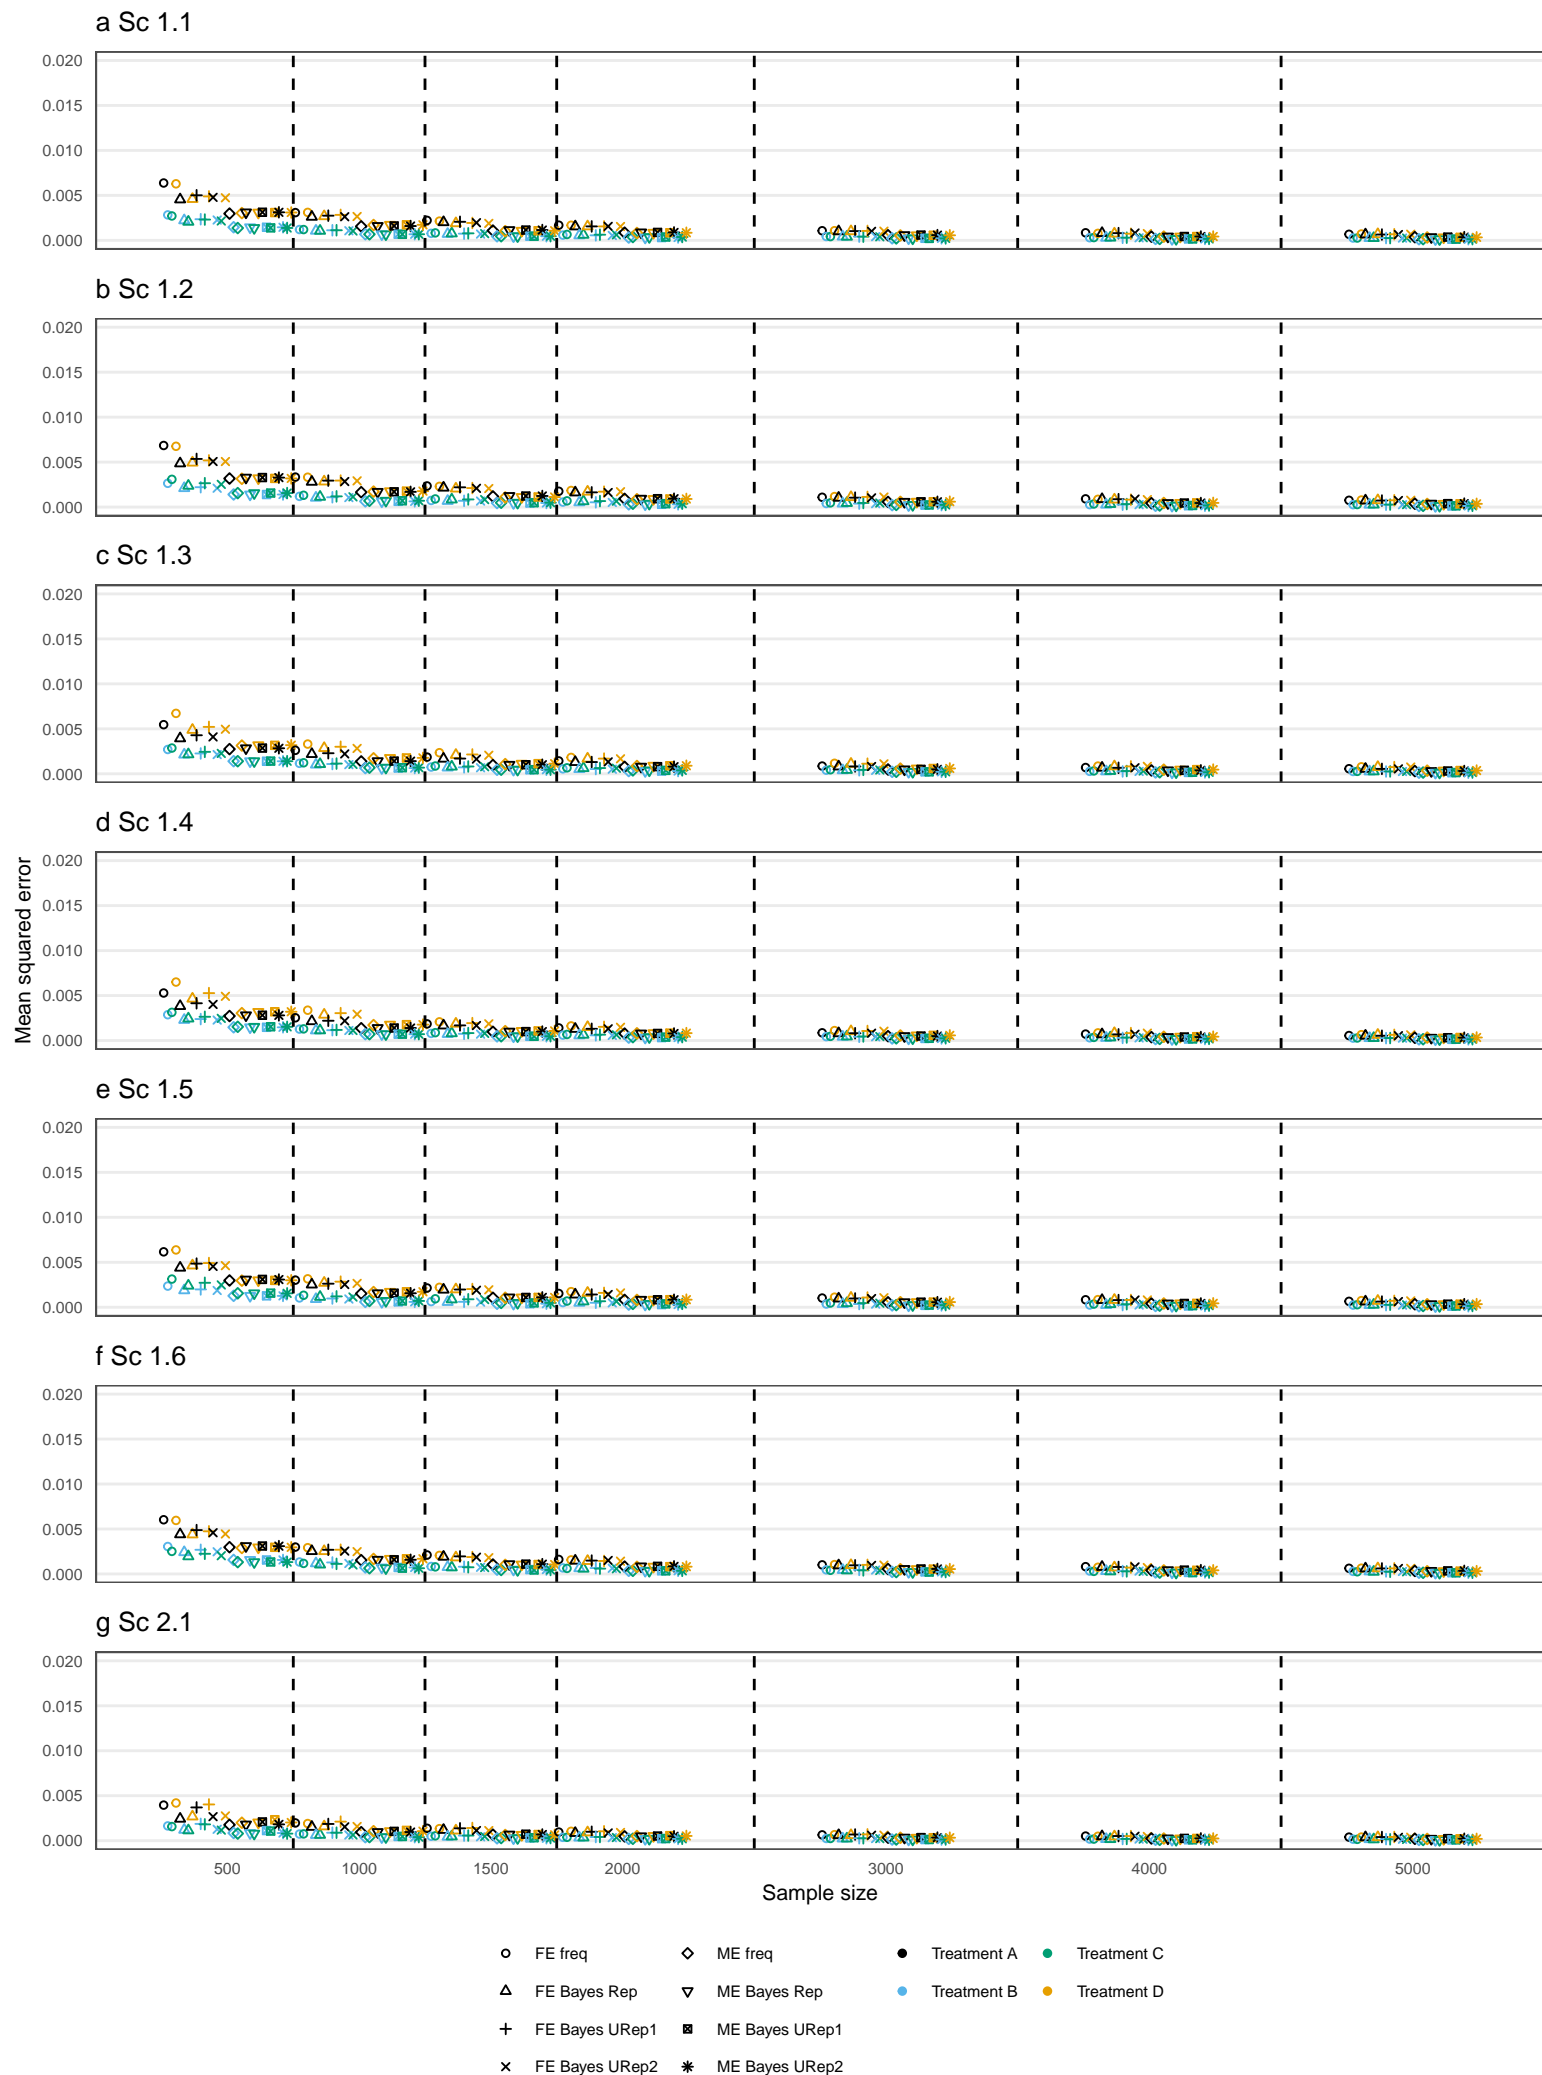 a Sc 1.1
0.020
0.015
0.010
0.005
0.000
b Sc 1.2
0.020
0.015
0.010
0.005
0.000
c Sc 1.3
0.020
0.015
0.010
0.005
0.000
d Sc 1.4
0.020
0.015
0.010
0.005
0.000
Mean squared error
e Sc 1.5
0.020
0.015
0.010
0.005
0.000
f Sc 1.6
0.020
0.015
0.010
0.005
0.000
g Sc 2.1
0.020
0.015
0.010
0.005
0.000
500 1000 1500 2000 3000 4000 5000
Sample size
FE freq ME freq Treatment A Treatment C
FE Bayes Rep ME Bayes Rep Treatment B Treatment D
FE Bayes URep1 ME Bayes URep1
FE Bayes URep2 ME Bayes URep2